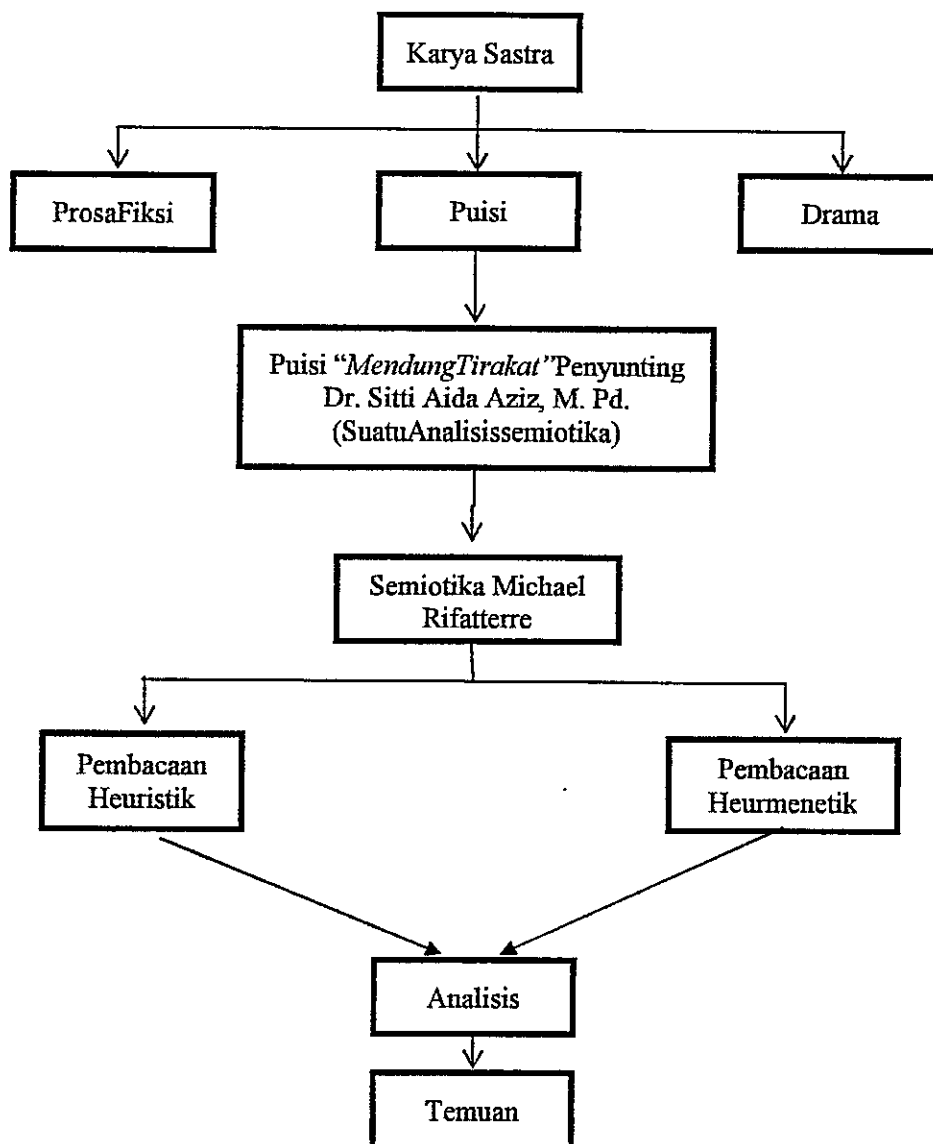 Karya Sastra
ProsaFiksi
Puisi
Drama
Puisi “MendungTirakat”Penyunting
Dr. Sitti Aida Aziz, M. Pd.
(SuatuAnalisissemiotika)
Semiotika Michael
Rifatterre
Pembacaan
Heuristik
Pembacaan
Heurmenetik
Analisis
Temuan